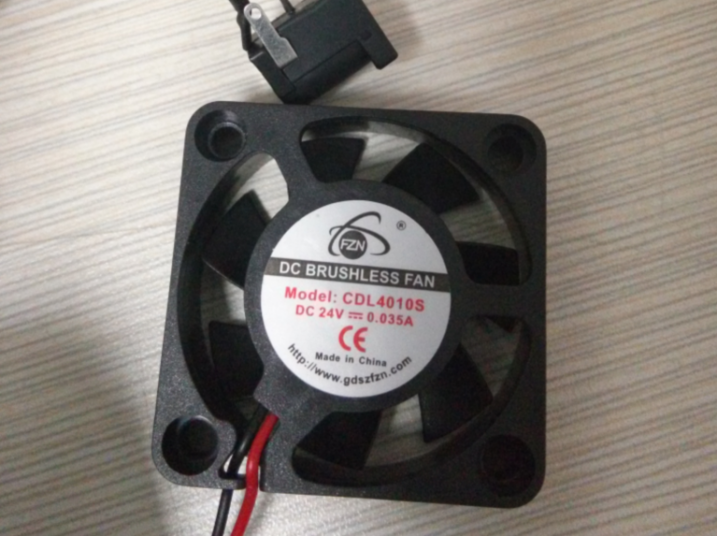 FZN
®
DC BRUSHLESS FAN
Model: CDL4010S
DC 24V ⎓ 0.035A
CE
Made in China
http://www.gdszfzn.com